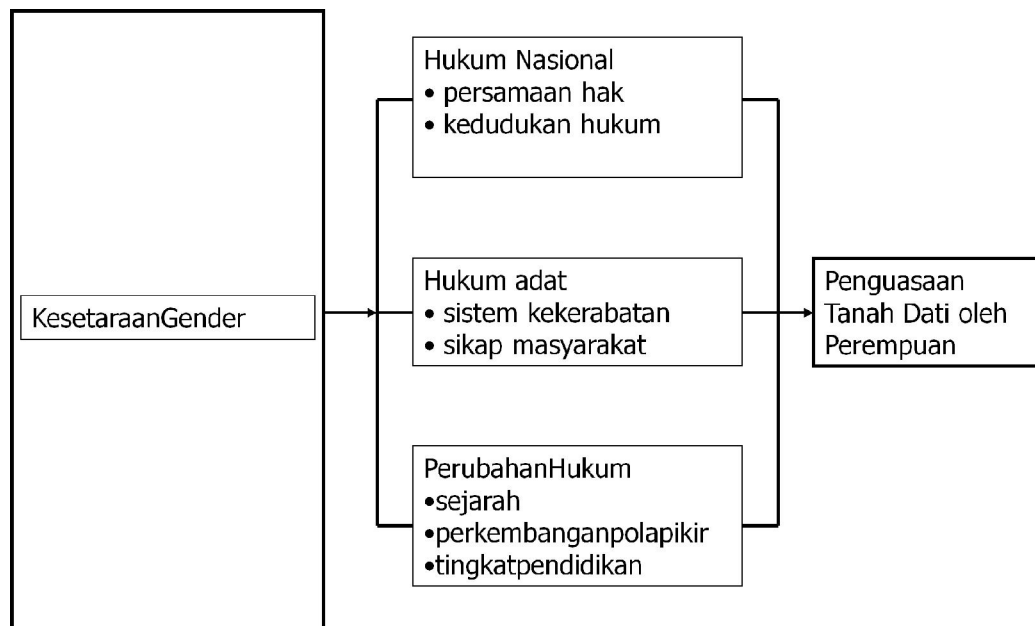 KesetaraanGender
Hukum Nasional
• persamaan hak
• kedudukan hukum
Hukum adat
• sistem kekerabatan
• sikap masyarakat
PerubahanHukum
•sejarah
•perkembanganpolapikir
•tingkatpendidikan
Penguasaan
Tanah Dati oleh
Perempuan